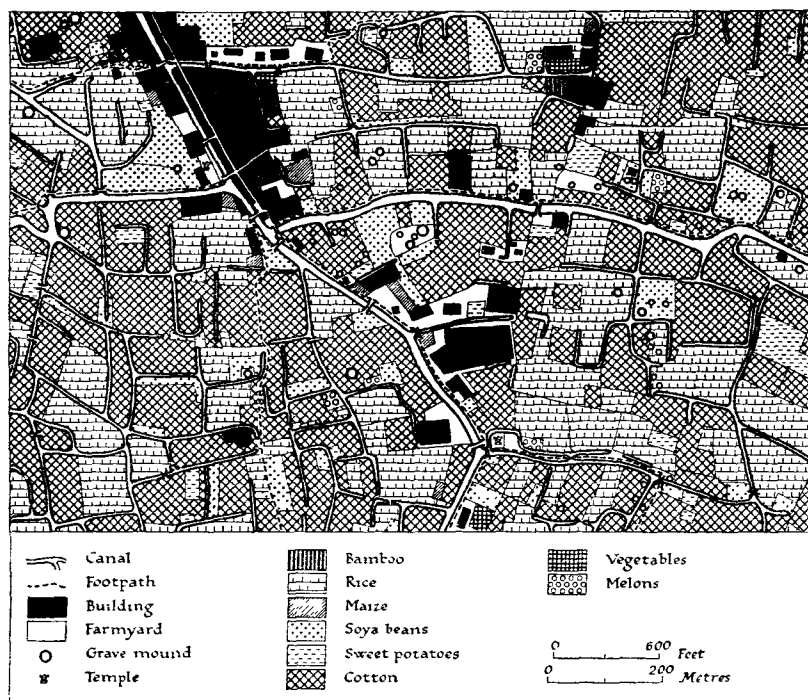 Canal
Footpath
Building
Farmyard
Grave mound
Temple
Bamboo
Rice
Maize
Soya beans
Sweet potatoes
Cotton
Vegetables
Melons
0 600 Feet
0 200 Metres